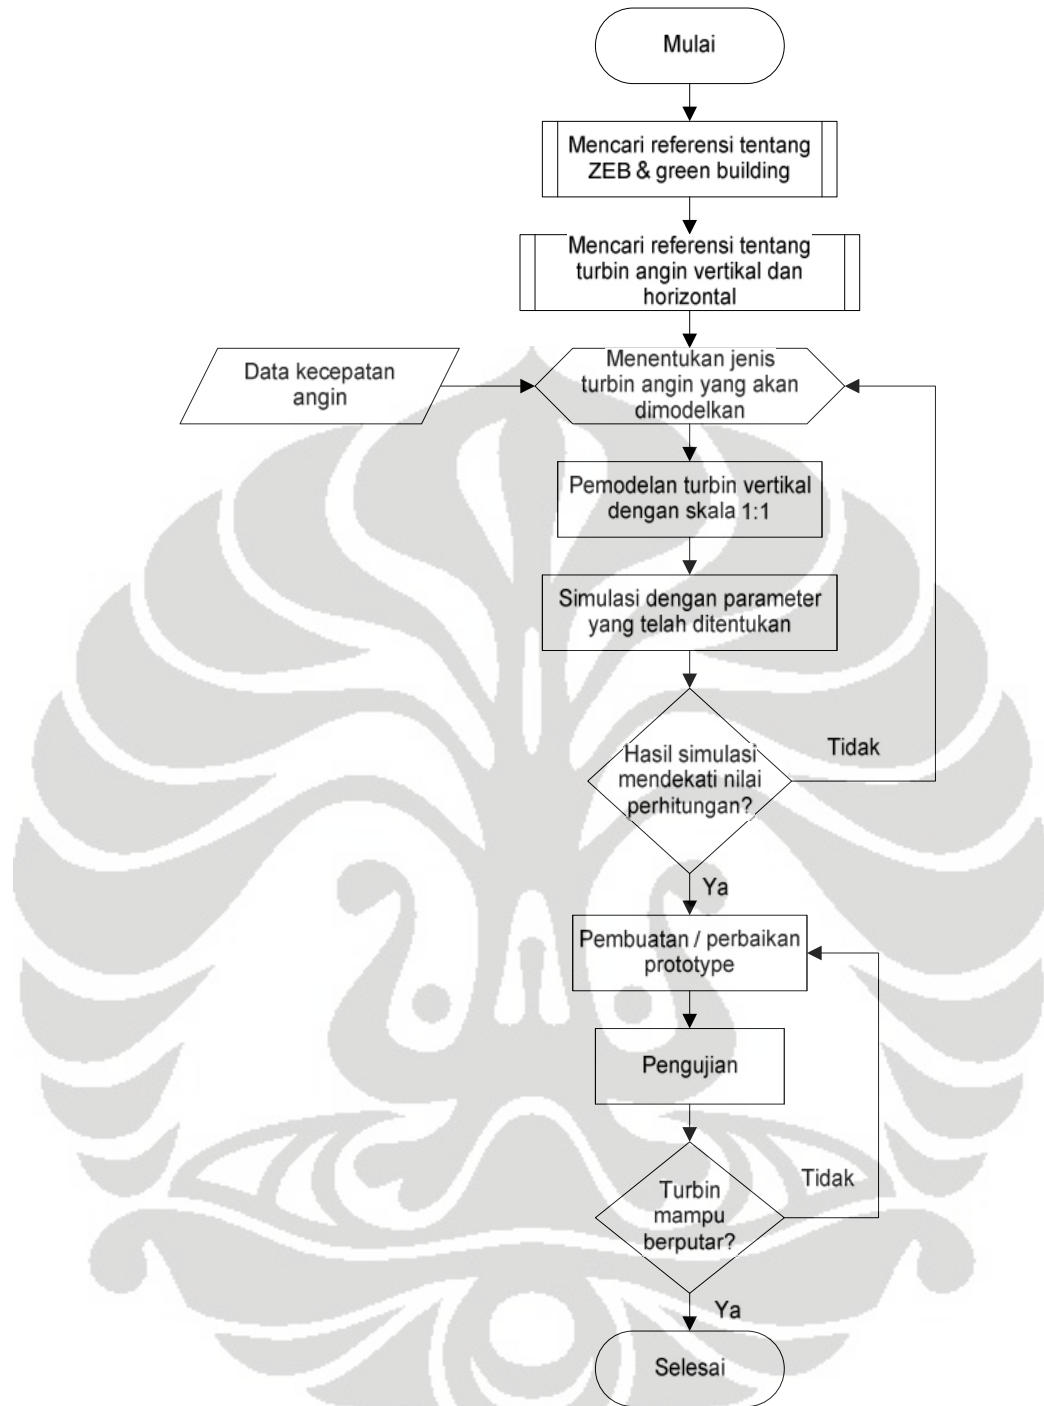 Mulai
Mencari referensi tentang
ZEB & green building
Mencari referensi tentang
turbin angin vertikal dan
horizontal
Data kecepatan
angin
Menentukan jenis
turbin angin yang akan
dimodelkan
Pemodelan turbin vertikal
dengan skala 1:1
Simulasi dengan parameter
yang telah ditentukan
Hasil simulasi
mendekati nilai
perhitungan?
Tidak
Ya
Pembuatan / perbaikan
prototype
Pengujian
Turbin
mampu
berputar?
Tidak
Ya
Selesai